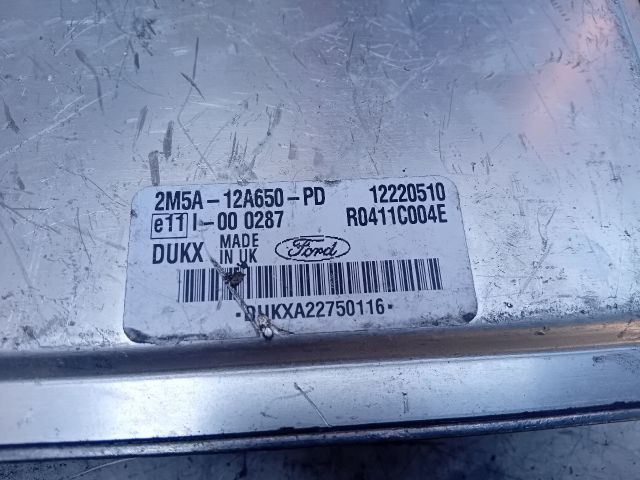 2M5A-12A650-PD 12220510
e11 I-00 0287 R0411C004E
DUKX MADE IN UK Ford
·DUKXA22750116·